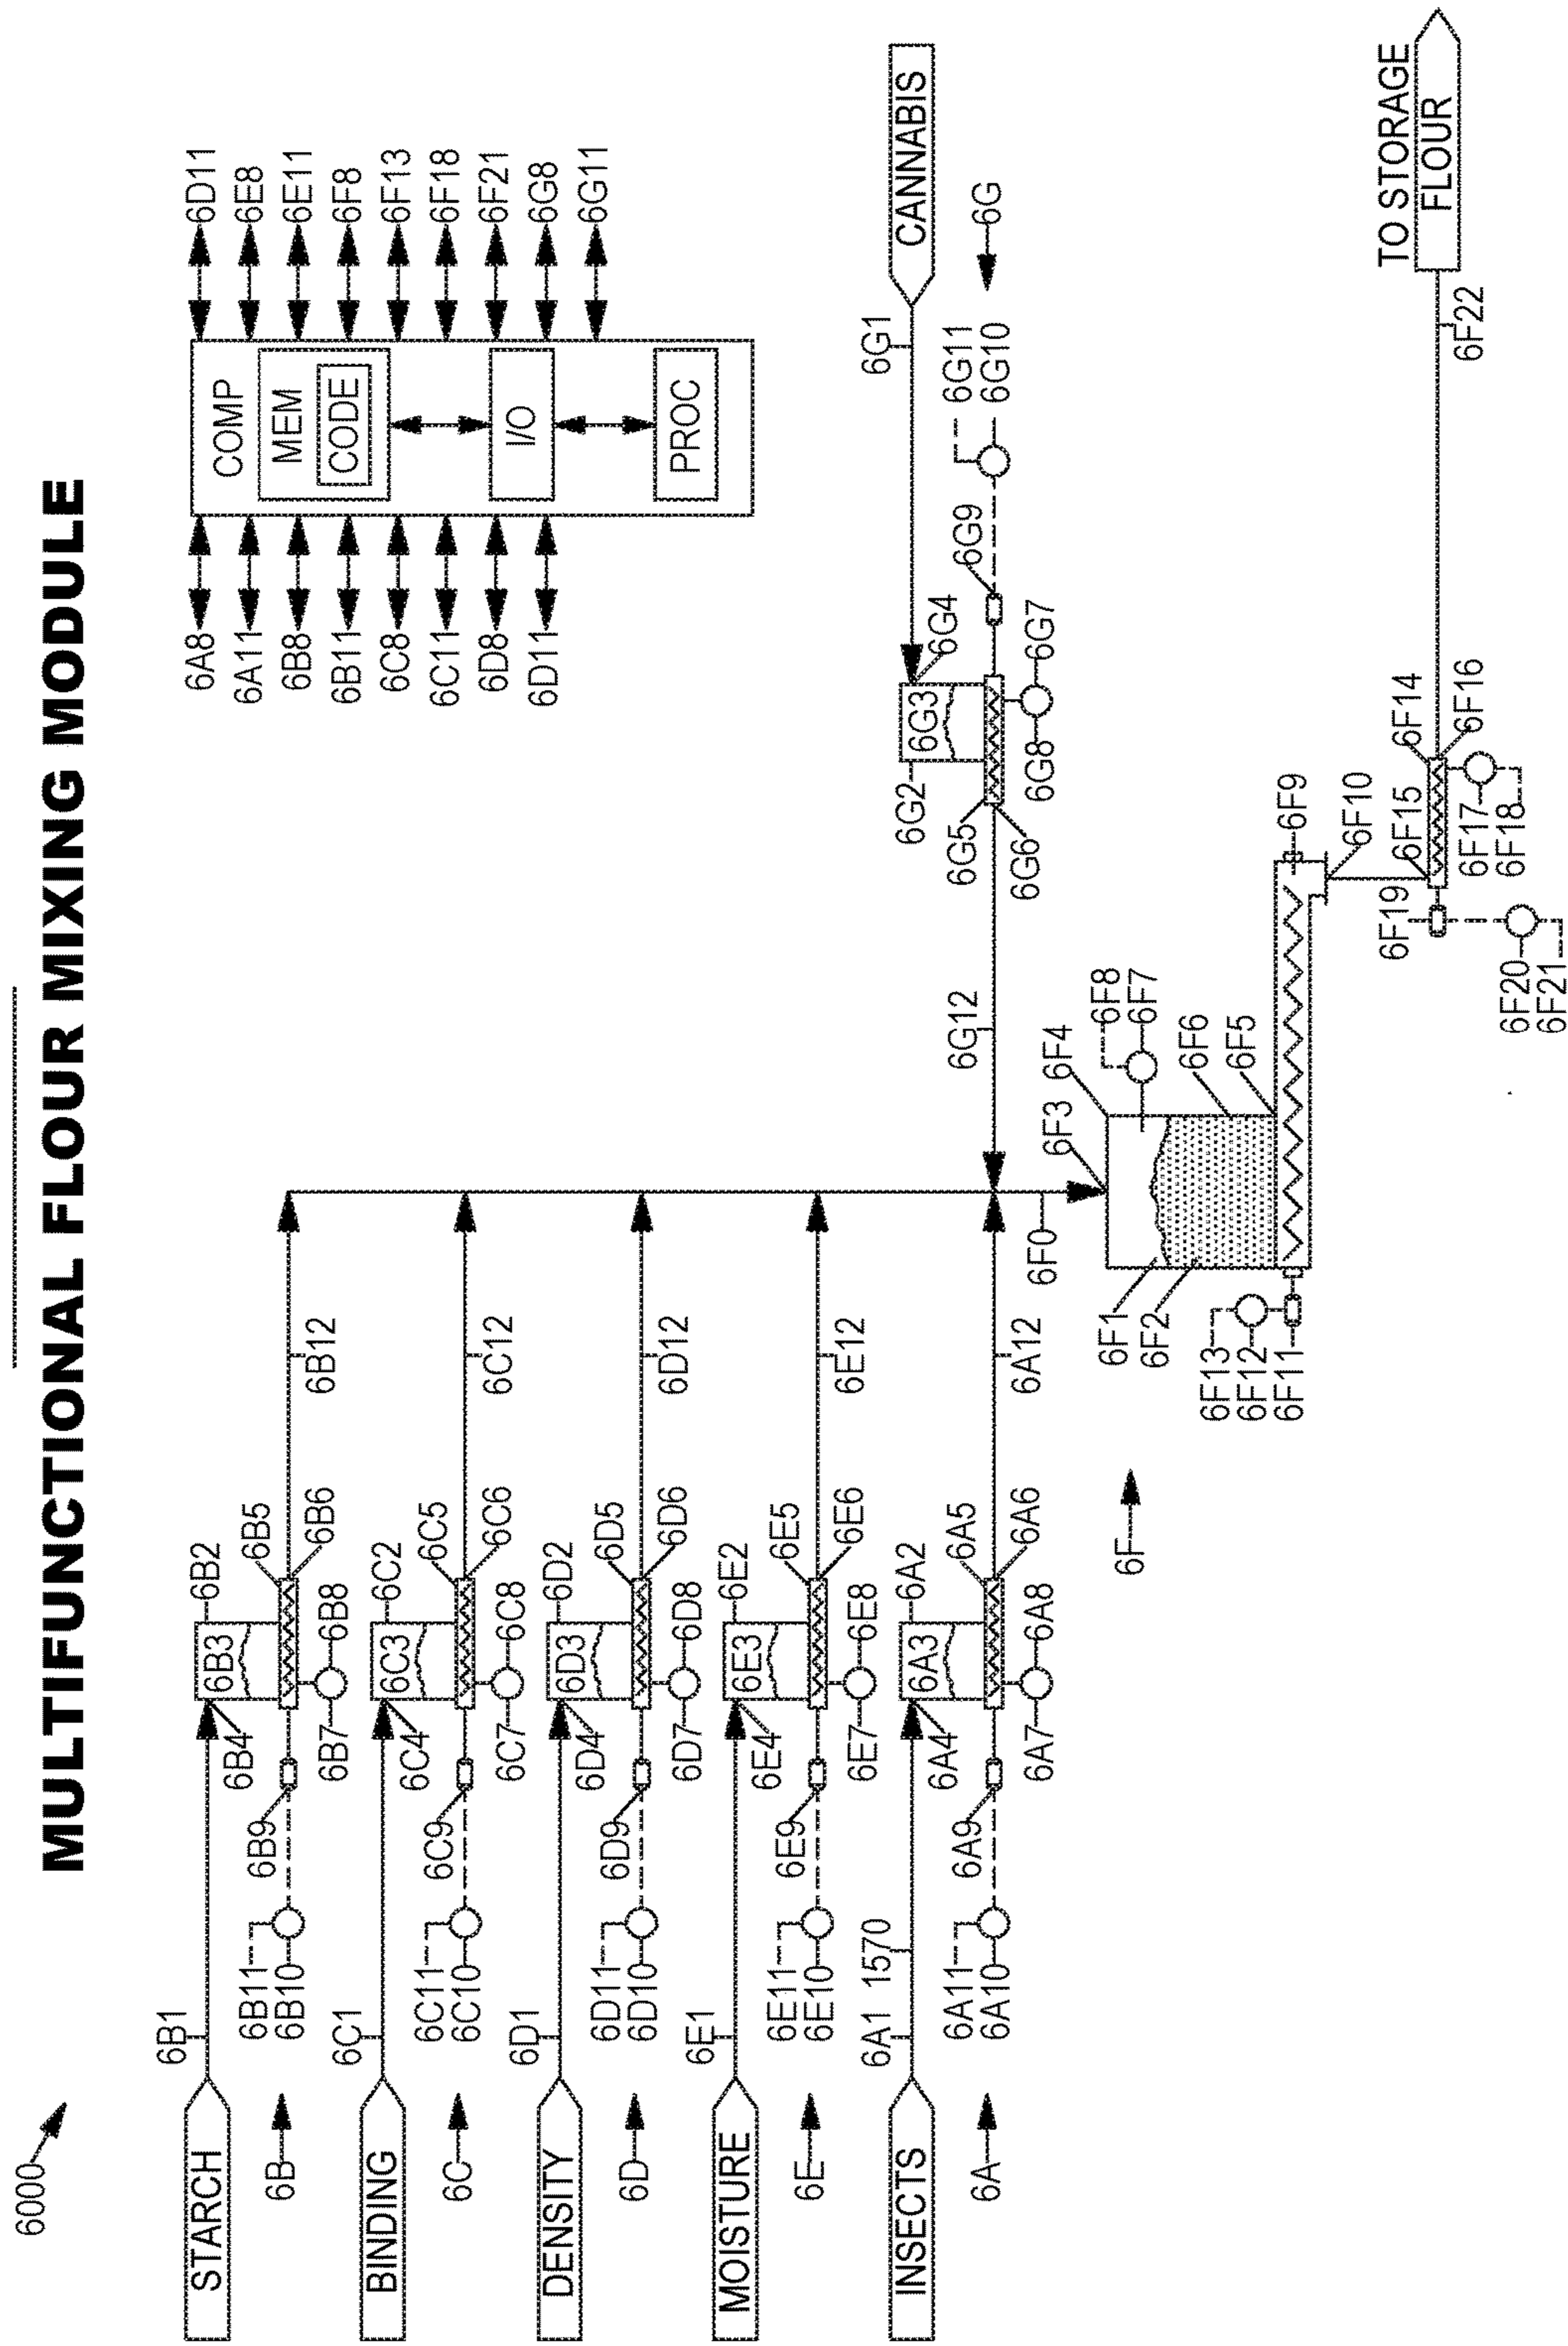 6000
MULTIFUNCTIONAL FLOUR MIXING MODULE
STARCH
6B1
6B
6B2
6B3
6B4
6B5
6B6
6B7
6B8
6B9
6B11
6B10
6B12
BINDING
6C1
6C
6C2
6C3
6C4
6C5
6C6
6C7
6C8
6C9
6C11
6C10
6C12
DENSITY
6D1
6D
6D2
6D3
6D4
6D5
6D6
6D7
6D8
6D9
6D11
6D10
6D12
MOISTURE
6E1
6E
6E2
6E3
6E4
6E5
6E6
6E7
6E8
6E9
6E11
6E10
6E12
INSECTS
6A1 1570
6A
6A2
6A3
6A4
6A5
6A6
6A7
6A8
6A9
6A11
6A10
6A12
6A8
6A11
6B8
6B11
6C8
6C11
6D8
6D11
COMP
MEM
CODE
I/O
PROC
6D11
6E8
6E11
6F8
6F13
6F18
6F21
6G8
6G11
CANNABIS
6G1
6G
6G2
6G3
6G4
6G5
6G6
6G7
6G8
6G9
6G11
6G10
6G12
6F
6F0
6F3
6F4
6F8
6F7
6F6
6F5
6F1
6F2
6F13
6F12
6F11
6F9
6F10
6F19
6F15
6F14
6F16
6F17
6F18
6F20
6F21
6F22
TO STORAGE
FLOUR